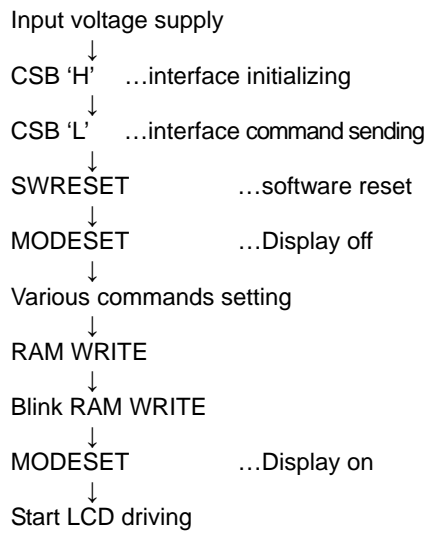 Input voltage supply
↓
CSB ‘H’ …interface initializing
↓
CSB ‘L’ …interface command sending
↓
SWRESET …software reset
↓
MODESET …Display off
↓
Various commands setting
↓
RAM WRITE
↓
Blink RAM WRITE
↓
MODESET …Display on
↓
Start LCD driving